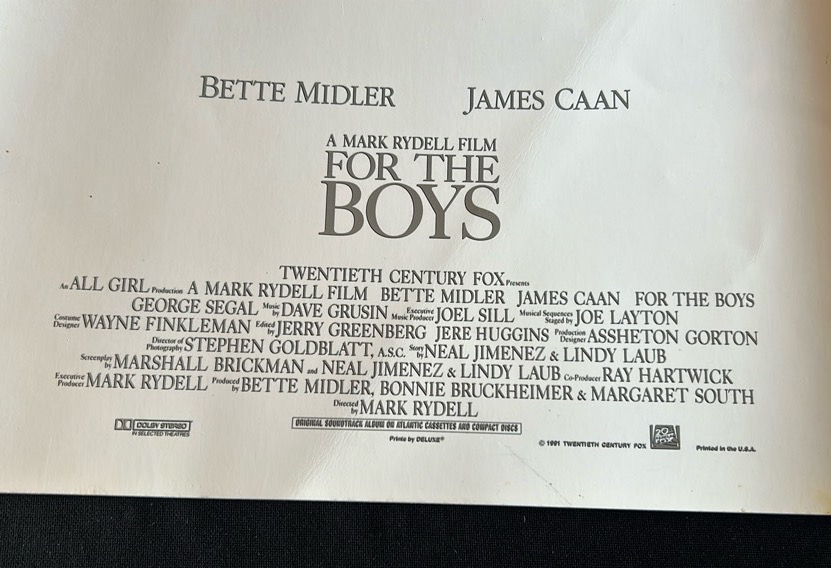 BETTE MIDLER JAMES CAAN
A MARK RYDELL FILM
FOR THE
BOYS
TWENTIETH CENTURY FOX Presents
An ALL GIRL Production A MARK RYDELL FILM BETTE MIDLER JAMES CAAN FOR THE BOYS
GEORGE SEGAL Music by DAVE GRUSIN Executive Music Producer JOEL SILL Musical Sequences Staged by JOE LAYTON
Costume Designer WAYNE FINKLEMAN Edited by JERRY GREENBERG JERE HUGGINS Production Designer ASSHETON GORTON
Director of Photography STEPHEN GOLDBLATT, A.S.C. Story by NEAL JIMENEZ & LINDY LAUB
Screenplay by MARSHALL BRICKMAN and NEAL JIMENEZ & LINDY LAUB Co-Producer RAY HARTWICK
Executive Producer MARK RYDELL Produced by BETTE MIDLER, BONNIE BRUCKHEIMER & MARGARET SOUTH
Directed by MARK RYDELL
DOLBY STEREO
IN SELECTED THEATRES
ORIGINAL SOUNDTRACK ALBUM ON ATLANTIC CASSETTES AND COMPACT DISCS
Prints by DELUXE®
© 1991 TWENTIETH CENTURY FOX
20th CENTURY FOX
Printed in the U.S.A.